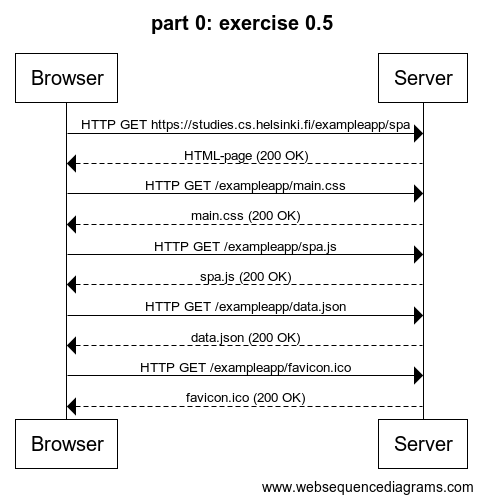 part 0: exercise 0.5
Browser
Server
HTTP GET https://studies.cs.helsinki.fi/exampleapp/spa
HTML-page (200 OK)
HTTP GET /exampleapp/main.css
main.css (200 OK)
HTTP GET /exampleapp/spa.js
spa.js (200 OK)
HTTP GET /exampleapp/data.json
data.json (200 OK)
HTTP GET /exampleapp/favicon.ico
favicon.ico (200 OK)
Browser
Server
www.websequencediagrams.com